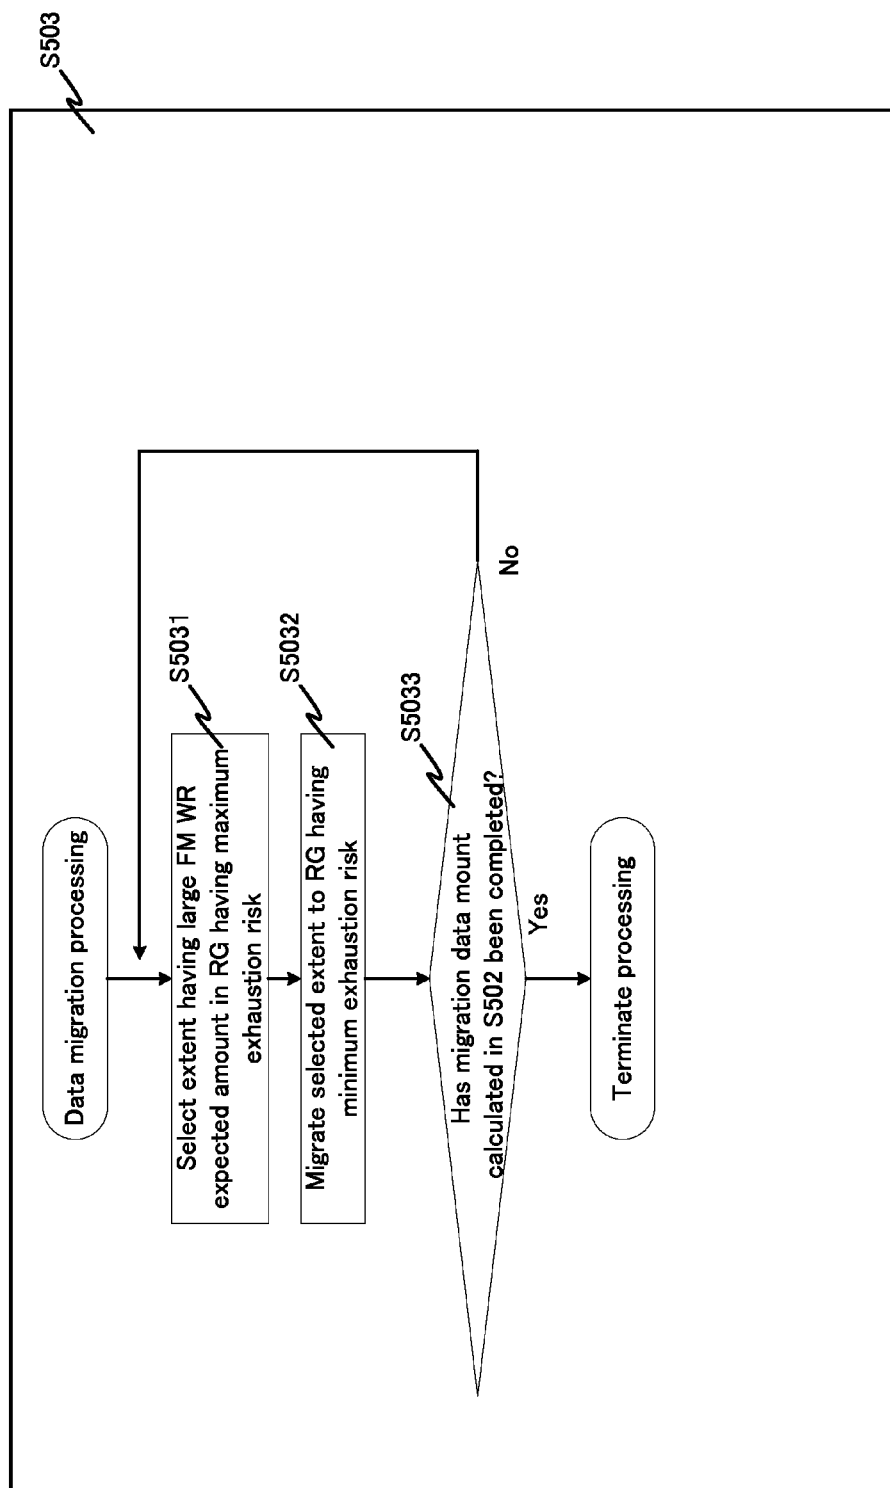 S503
Data migration processing
S5031
Select extent having large FM WR
expected amount in RG having maximum
exhaustion risk
S5032
Migrate selected extent to RG having
minimum exhaustion risk
S5033
Has migration data mount
calculated in S502 been completed?
No
Yes
Terminate processing